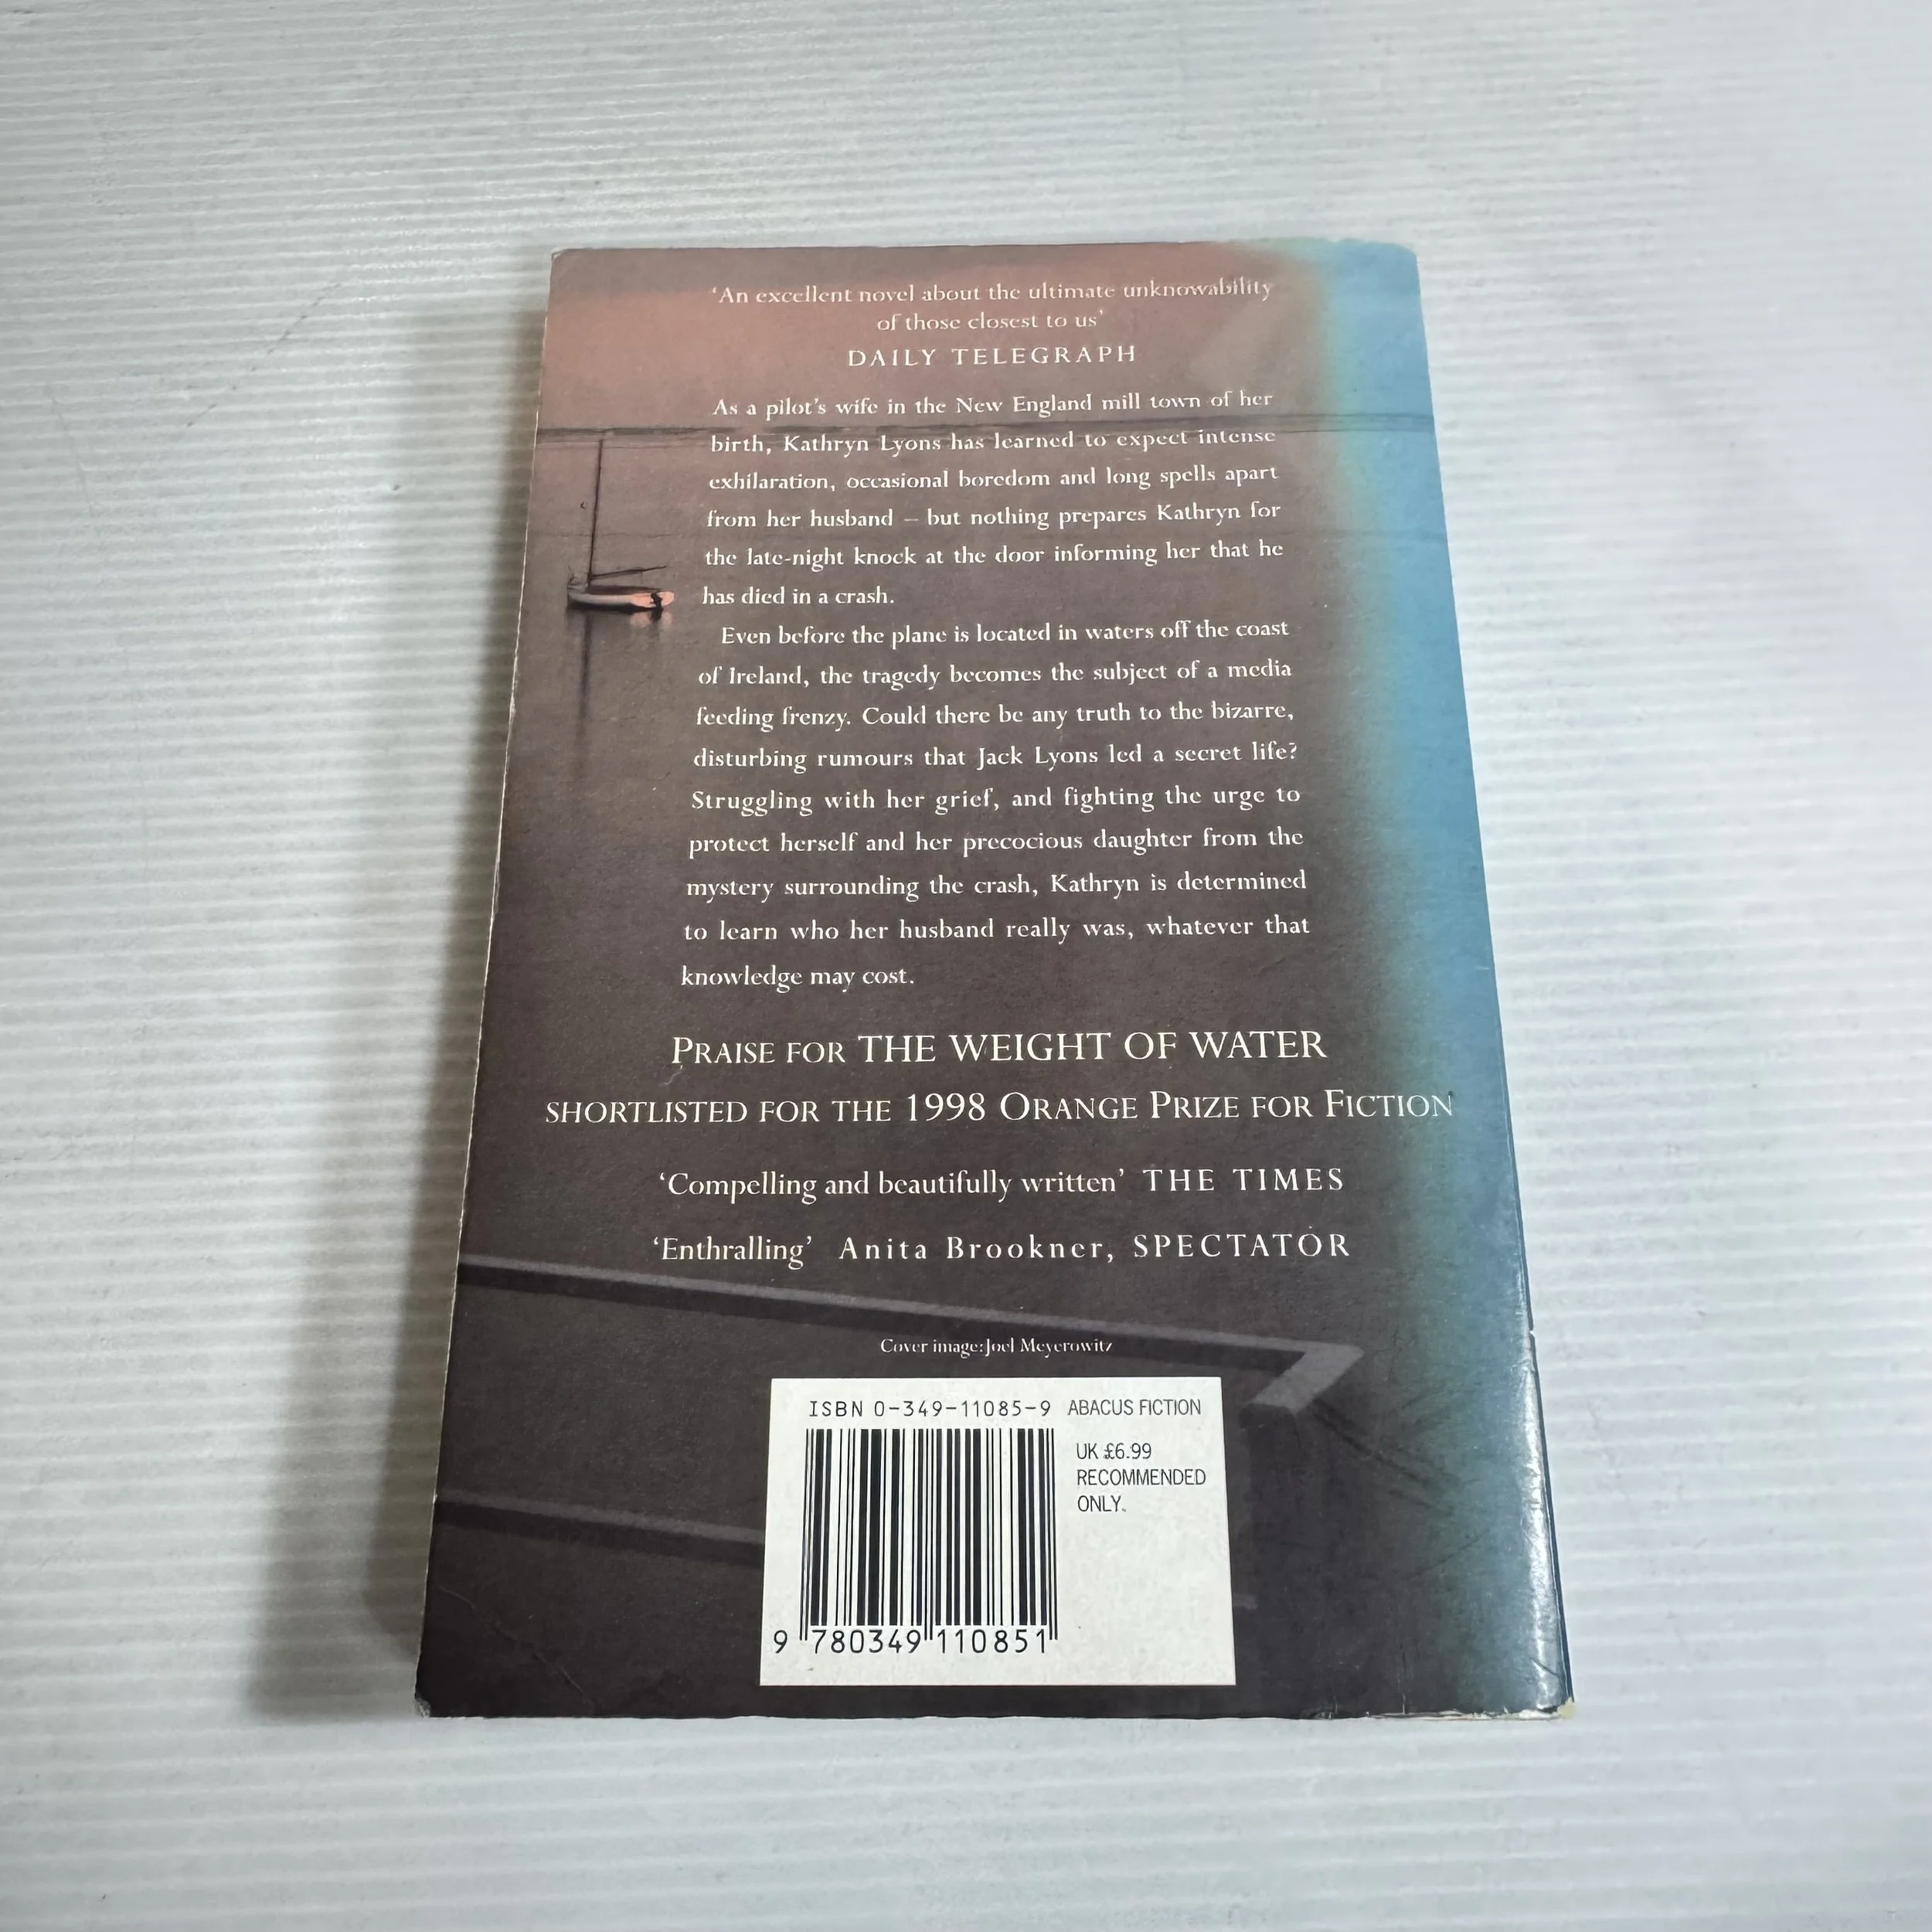 ‘An excellent novel about the ultimate unknowability
of those closest to us’
DAILY TELEGRAPH
As a pilot’s wife in the New England mill town of her
birth, Kathryn Lyons has learned to expect intense
exhilaration, occasional boredom and long spells apart
from her husband – but nothing prepares Kathryn for
the late-night knock at the door informing her that he
has died in a crash.
Even before the plane is located in waters off the coast
of Ireland, the tragedy becomes the subject of a media
feeding frenzy. Could there be any truth to the bizarre,
disturbing rumours that Jack Lyons led a secret life?
Struggling with her grief, and fighting the urge to
protect herself and her precocious daughter from the
mystery surrounding the crash, Kathryn is determined
to learn who her husband really was, whatever that
knowledge may cost.
PRAISE FOR THE WEIGHT OF WATER
SHORTLISTED FOR THE 1998 ORANGE PRIZE FOR FICTION
‘Compelling and beautifully written’ THE TIMES
‘Enthralling’ Anita Brookner, SPECTATOR
Cover image: Joel Meyerowitz
ISBN 0-349-11085-9 ABACUS FICTION
UK £6.99
RECOMMENDED
ONLY.
9 780349 110851